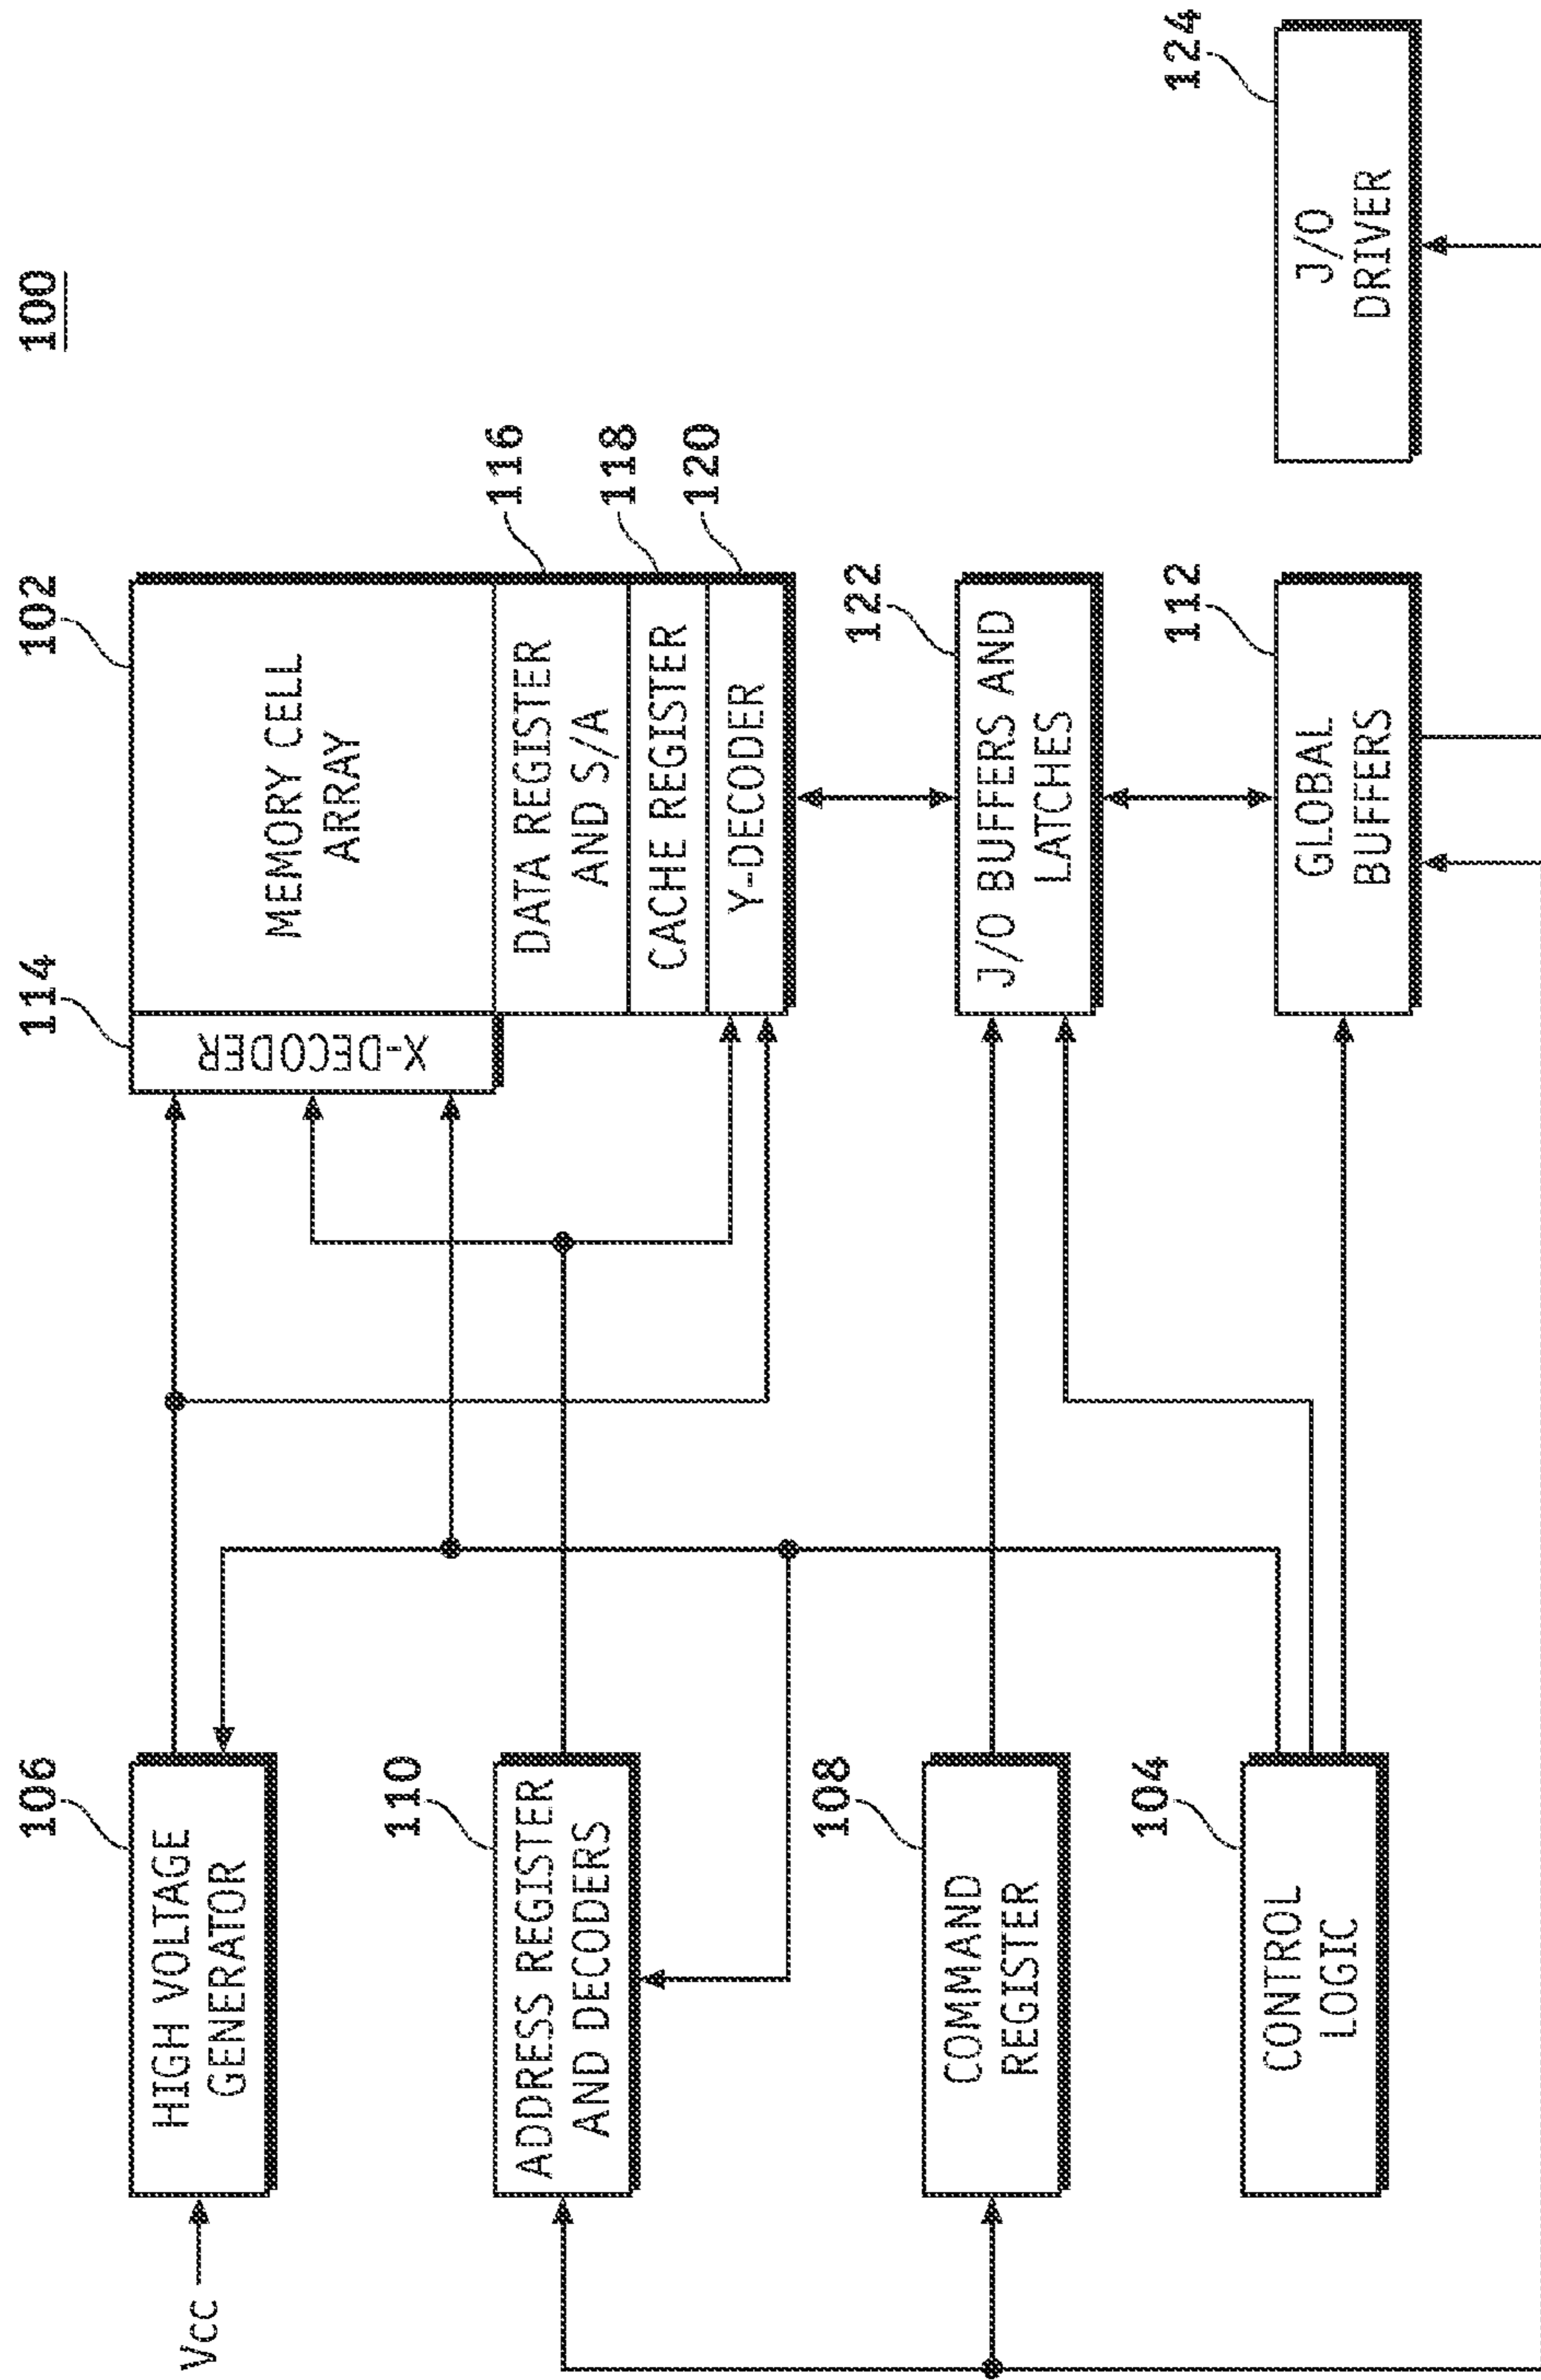 100
106
HIGH VOLTAGE
GENERATOR
Vcc
114
X-DECODER
102
MEMORY CELL
ARRAY
110
ADDRESS REGISTER
AND DECODERS
DATA REGISTER
AND S/A
116
CACHE REGISTER
118
Y-DECODER
120
108
COMMAND
REGISTER
122
J/O BUFFERS AND
LATCHES
104
CONTROL
LOGIC
112
GLOBAL
BUFFERS
124
J/O
DRIVER